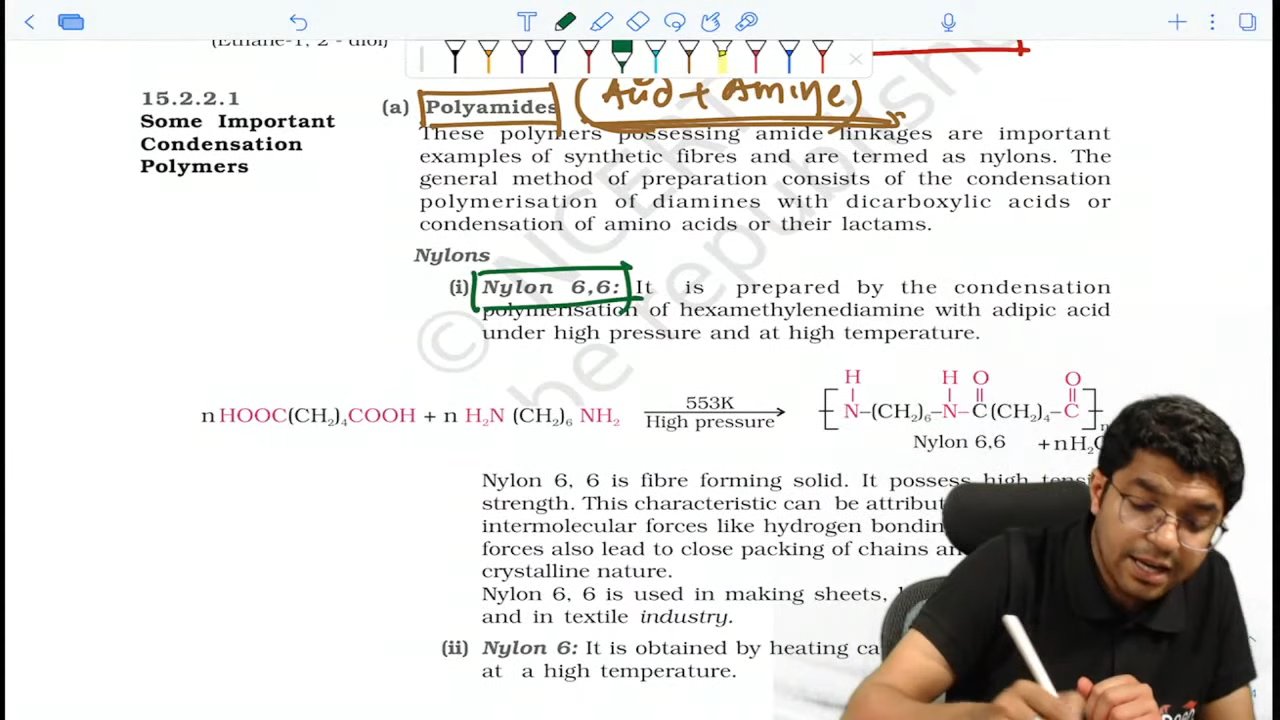 (Ethane-1, 2 - diol)
15.2.2.1
Some Important
Condensation
Polymers
(a) Polyamides (Acid + Amine)
These polymers possessing amide linkages are important
examples of synthetic fibres and are termed as nylons. The
general method of preparation consists of the condensation
polymerisation of diamines with dicarboxylic acids or
condensation of amino acids or their lactams.
Nylons
(i) Nylon 6,6: It is prepared by the condensation
polymerisation of hexamethylenediamine with adipic acid
under high pressure and at high temperature.
n HOOC(CH₂)₄COOH + n H₂N (CH₂)₆ NH₂
553K
High pressure
H H O O
[N–(CH₂)₆–N–C(CH₂)₄–C]n
Nylon 6,6 + nH₂O
Nylon 6, 6 is fibre forming solid. It possess high tensi
strength. This characteristic can be attribut
intermolecular forces like hydrogen bondin
forces also lead to close packing of chains an
crystalline nature.
Nylon 6, 6 is used in making sheets,
and in textile industry.
(ii) Nylon 6: It is obtained by heating ca
at a high temperature.
© NCERT
be republished